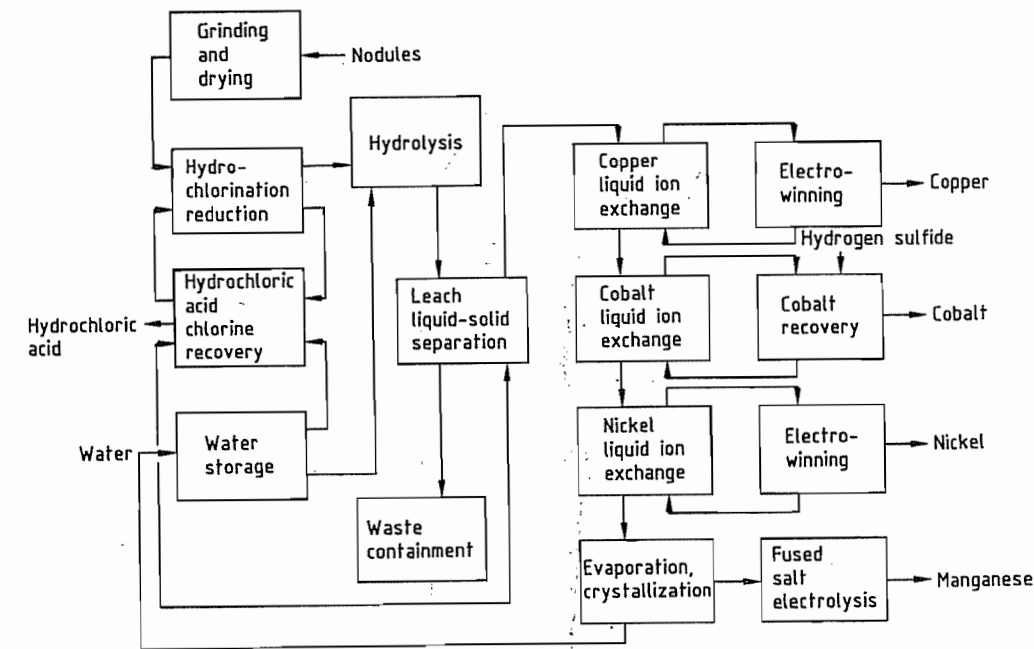 Grinding
and
drying
Nodules
Hydro-
chlorination
reduction
Hydrolysis
Hydrochloric
acid
chlorine
recovery
Hydrochloric
acid
Water
Water
storage
Leach
liquid-solid
separation
Waste
containment
Copper
liquid ion
exchange
Electro-
winning
Copper
Hydrogen sulfide
Cobalt
liquid ion
exchange
Cobalt
recovery
Cobalt
Nickel
liquid ion
exchange
Electro-
winning
Nickel
Evaporation,
crystallization
Fused
salt
electrolysis
Manganese